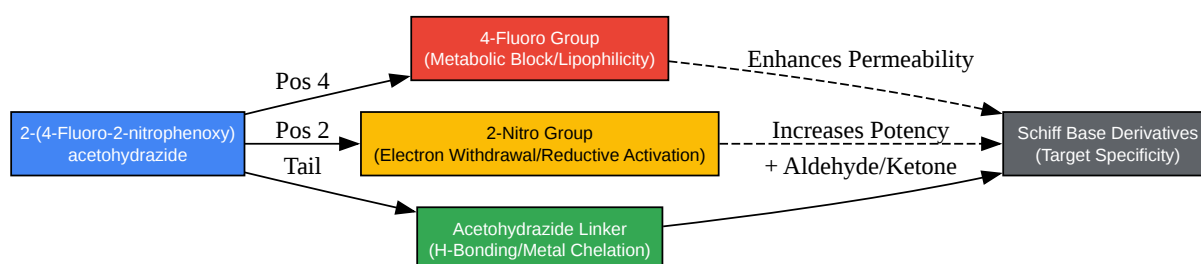 4-Fluoro Group
(Metabolic Block/Lipophilicity)
Enhances Permeability
Pos 4
2-(4-Fluoro-2-nitrophenoxy)
acetohydrazide
Pos 2
2-Nitro Group
(Electron Withdrawal/Reductive Activation)
Increases Potency
Schiff Base Derivatives
(Target Specificity)
Tail
+ Aldehyde/Ketone
Acetohydrazide Linker
(H-Bonding/Metal Chelation)